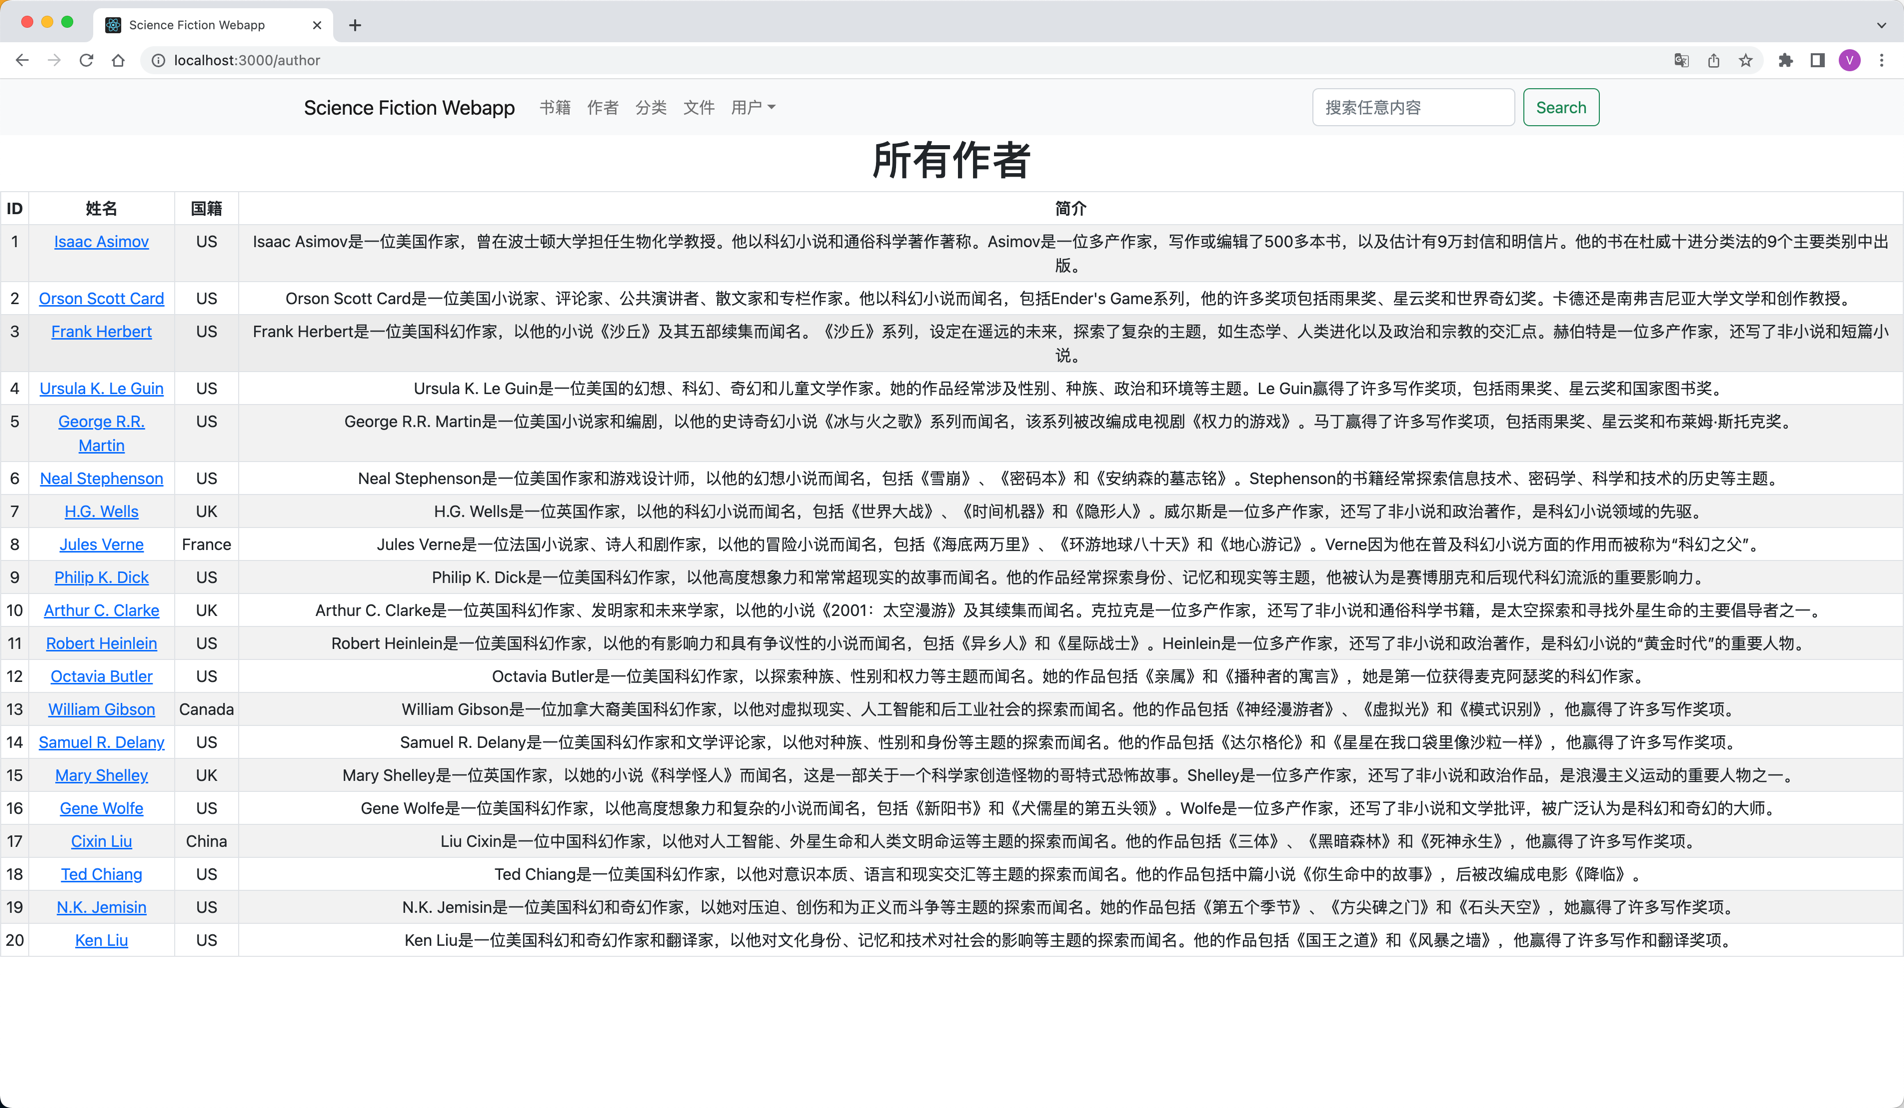 Science Fiction Webapp
localhost:3000/author
V
Science Fiction Webapp 书籍 作者 分类 文件 用户 搜索任意内容 Search
所有作者
ID 姓名 国籍 简介
1 Isaac Asimov US Isaac Asimov是一位美国作家，曾在波士顿大学担任生物化学教授。他以科幻小说和通俗科学著作著称。Asimov是一位多产作家，写作或编辑了500多本书，以及估计有9万封信和明信片。他的书在杜威十进分类法的9个主要类别中出
版。
2 Orson Scott Card US Orson Scott Card是一位美国小说家、评论家、公共演讲者、散文家和专栏作家。他以科幻小说而闻名，包括Ender's Game系列，他的许多奖项包括雨果奖、星云奖和世界奇幻奖。卡德还是南弗吉尼亚大学文学和创作教授。
3 Frank Herbert US Frank Herbert是一位美国科幻作家，以他的小说《沙丘》及其五部续集而闻名。《沙丘》系列，设定在遥远的未来，探索了复杂的主题，如生态学、人类进化以及政治和宗教的交汇点。赫伯特是一位多产作家，还写了非小说和短篇小
说。
4 Ursula K. Le Guin US Ursula K. Le Guin是一位美国的幻想、科幻、奇幻和儿童文学作家。她的作品经常涉及性别、种族、政治和环境等主题。Le Guin赢得了许多写作奖项，包括雨果奖、星云奖和国家图书奖。
5 George R.R. US George R.R. Martin是一位美国小说家和编剧，以他的史诗奇幻小说《冰与火之歌》系列而闻名，该系列被改编成电视剧《权力的游戏》。马丁赢得了许多写作奖项，包括雨果奖、星云奖和布莱姆·斯托克奖。
Martin
6 Neal Stephenson US Neal Stephenson是一位美国作家和游戏设计师，以他的幻想小说而闻名，包括《雪崩》、《密码本》和《安纳森的墓志铭》。Stephenson的书籍经常探索信息技术、密码学、科学和技术的历史等主题。
7 H.G. Wells UK H.G. Wells是一位英国作家，以他的科幻小说而闻名，包括《世界大战》、《时间机器》和《隐形人》。威尔斯是一位多产作家，还写了非小说和政治著作，是科幻小说领域的先驱。
8 Jules Verne France Jules Verne是一位法国小说家、诗人和剧作家，以他的冒险小说而闻名，包括《海底两万里》、《环游地球八十天》和《地心游记》。Verne因为他在普及科幻小说方面的作用而被称为“科幻之父”。
9 Philip K. Dick US Philip K. Dick是一位美国科幻作家，以他高度想象力和常常超现实的故事而闻名。他的作品经常探索身份、记忆和现实等主题，他被认为是赛博朋克和后现代科幻流派的重要影响力。
10 Arthur C. Clarke UK Arthur C. Clarke是一位英国科幻作家、发明家和未来学家，以他的小说《2001：太空漫游》及其续集而闻名。克拉克是一位多产作家，还写了非小说和通俗科学书籍，是太空探索和寻找外星生命的主要倡导者之一。
11 Robert Heinlein US Robert Heinlein是一位美国科幻作家，以他的有影响力和具有争议性的小说而闻名，包括《异乡人》和《星际战士》。Heinlein是一位多产作家，还写了非小说和政治著作，是科幻小说的“黄金时代”的重要人物。
12 Octavia Butler US Octavia Butler是一位美国科幻作家，以探索种族、性别和权力等主题而闻名。她的作品包括《亲属》和《播种者的寓言》，她是第一位获得麦克阿瑟奖的科幻作家。
13 William Gibson Canada William Gibson是一位加拿大裔美国科幻作家，以他对虚拟现实、人工智能和后工业社会的探索而闻名。他的作品包括《神经漫游者》、《虚拟光》和《模式识别》，他赢得了许多写作奖项。
14 Samuel R. Delany US Samuel R. Delany是一位美国科幻作家和文学评论家，以他对种族、性别和身份等主题的探索而闻名。他的作品包括《达尔格伦》和《星星在我口袋里像沙粒一样》，他赢得了许多写作奖项。
15 Mary Shelley UK Mary Shelley是一位英国作家，以她的小说《科学怪人》而闻名，这是一部关于一个科学家创造怪物的哥特式恐怖故事。Shelley是一位多产作家，还写了非小说和政治作品，是浪漫主义运动的重要人物之一。
16 Gene Wolfe US Gene Wolfe是一位美国科幻作家，以他高度想象力和复杂的小说而闻名，包括《新阳书》和《犬儒星的第五头领》。Wolfe是一位多产作家，还写了非小说和文学批评，被广泛认为是科幻和奇幻的大师。
17 Cixin Liu China Liu Cixin是一位中国科幻作家，以他对人工智能、外星生命和人类文明命运等主题的探索而闻名。他的作品包括《三体》、《黑暗森林》和《死神永生》，他赢得了许多写作奖项。
18 Ted Chiang US Ted Chiang是一位美国科幻作家，以他对意识本质、语言和现实交汇等主题的探索而闻名。他的作品包括中篇小说《你生命中的故事》，后被改编成电影《降临》。
19 N.K. Jemisin US N.K. Jemisin是一位美国科幻和奇幻作家，以她对压迫、创伤和为正义而斗争等主题的探索而闻名。她的作品包括《第五个季节》、《方尖碑之门》和《石头天空》，她赢得了许多写作奖项。
20 Ken Liu US Ken Liu是一位美国科幻和奇幻作家和翻译家，以他对文化身份、记忆和技术对社会的影响等主题的探索而闻名。他的作品包括《国王之道》和《风暴之墙》，他赢得了许多写作和翻译奖项。